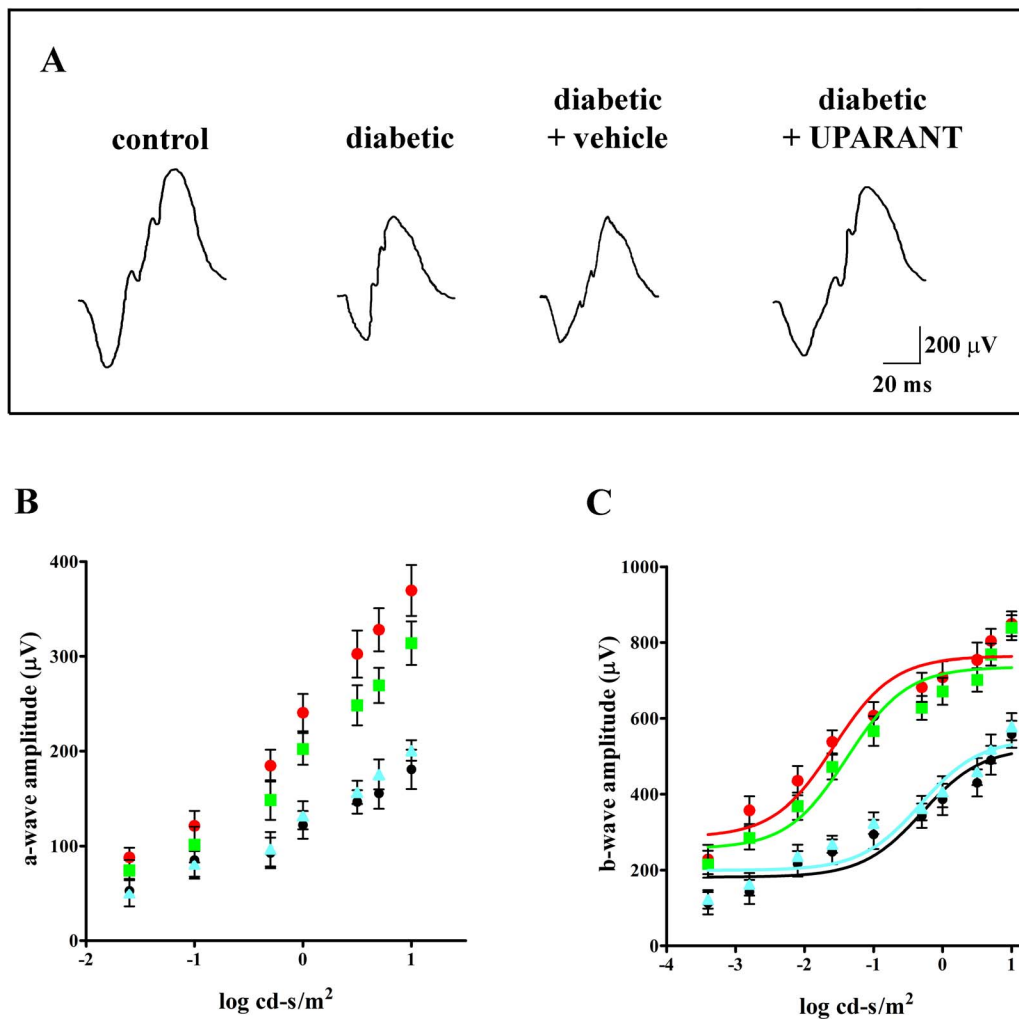 A
control
diabetic
diabetic
+ vehicle
diabetic
+ UPARANT
200 µV
20 ms
B
a-wave amplitude (µV)
400
300
200
100
0
-2
-1
0
1
log cd-s/m²
C
b-wave amplitude (µV)
1000
800
600
400
200
0
-4
-3
-2
-1
0
1
log cd-s/m²